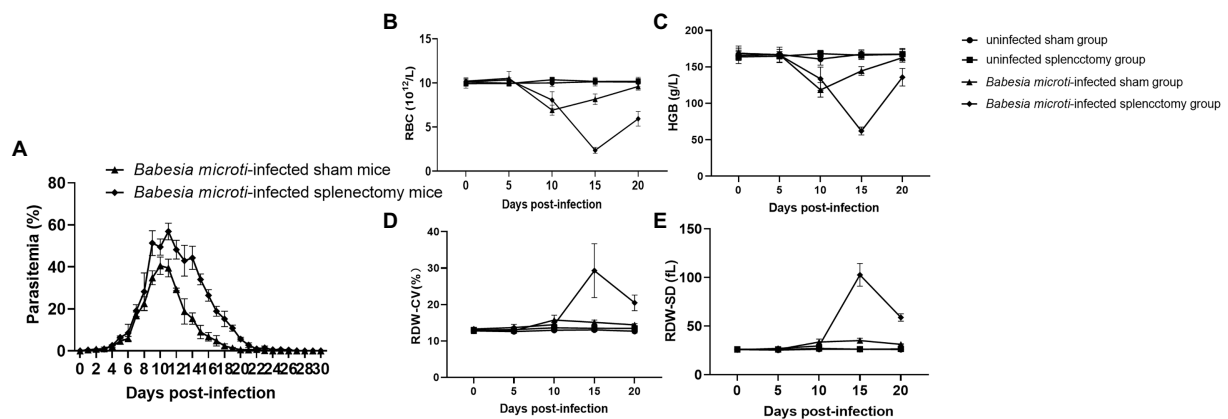 A
Babesia microti-infected sham mice
Babesia microti-infected splenectomy mice
Parasitemia (%)
80
60
40
20
0
0 2 4 6 8 10 12 14 16 18 20 22 24 26 28 30
Days post-infection
B
RBC (10¹²/L)
15
10
5
0
0 5 10 15 20
Days post-infection
C
HGB (g/L)
200
150
100
50
0
0 5 10 15 20
Days post-infection
uninfected sham group
uninfected splencctomy group
Babesia microti-infected sham group
Babesia microti-infected splencctomy group
D
RDW-CV(%)
40
30
20
10
0
0 5 10 15 20
Days post-infection
E
RDW-SD (fL)
150
100
50
0
0 5 10 15 20
Days post-infection